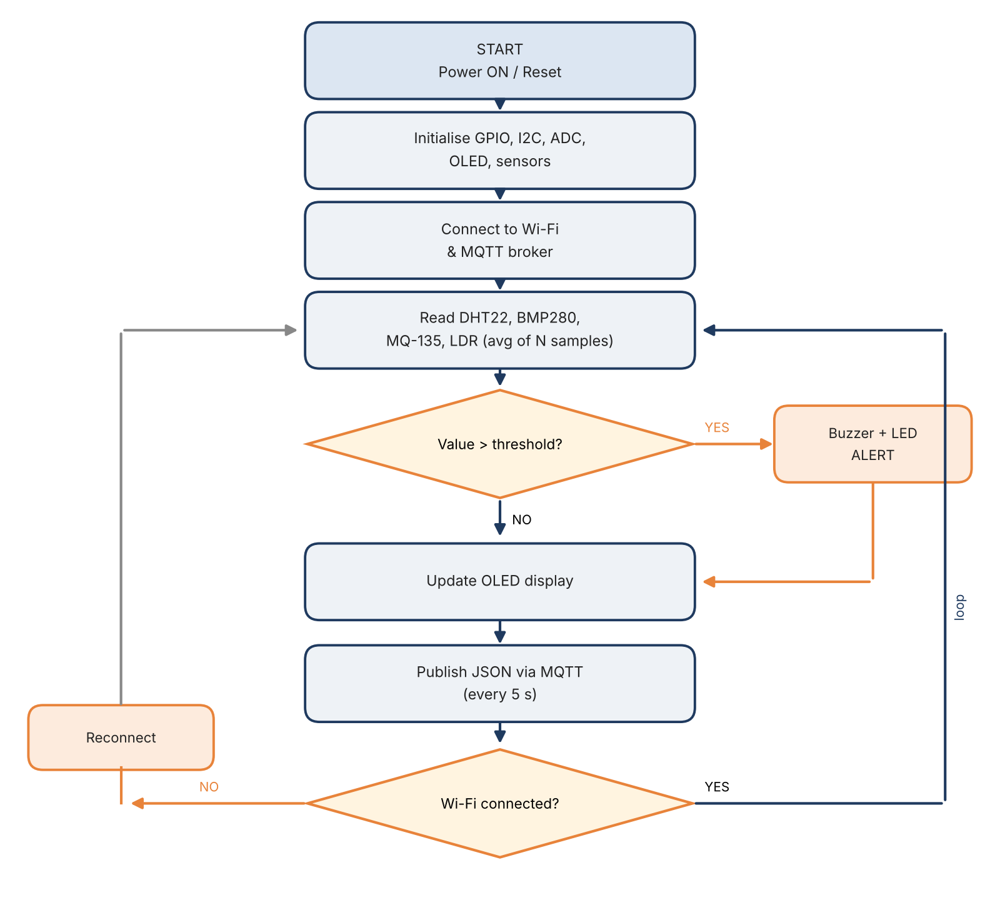 START
Power ON / Reset
Initialise GPIO, I2C, ADC,
OLED, sensors
Connect to Wi-Fi
& MQTT broker
Read DHT22, BMP280,
MQ-135, LDR (avg of N samples)
Value > threshold?
YES
Buzzer + LED
ALERT
NO
Update OLED display
loop
Publish JSON via MQTT
(every 5 s)
Reconnect
NO
Wi-Fi connected?
YES